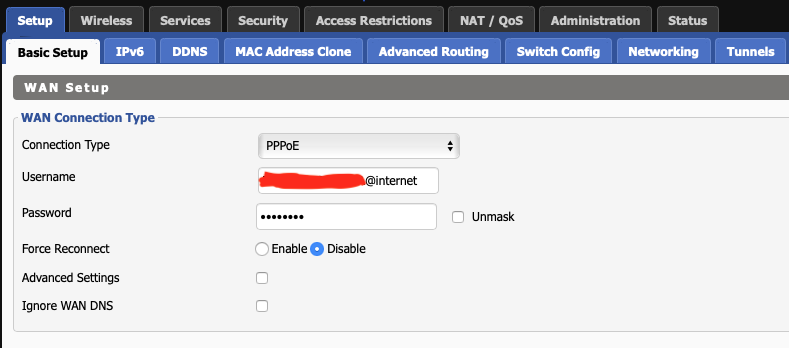 Setup Wireless Services Security Access Restrictions NAT / QoS Administration Status
Basic Setup IPv6 DDNS MAC Address Clone Advanced Routing Switch Config Networking Tunnels
WAN Setup
WAN Connection Type
Connection Type PPPoE
Username @internet
Password •••••••• Unmask
Force Reconnect Enable Disable
Advanced Settings
Ignore WAN DNS